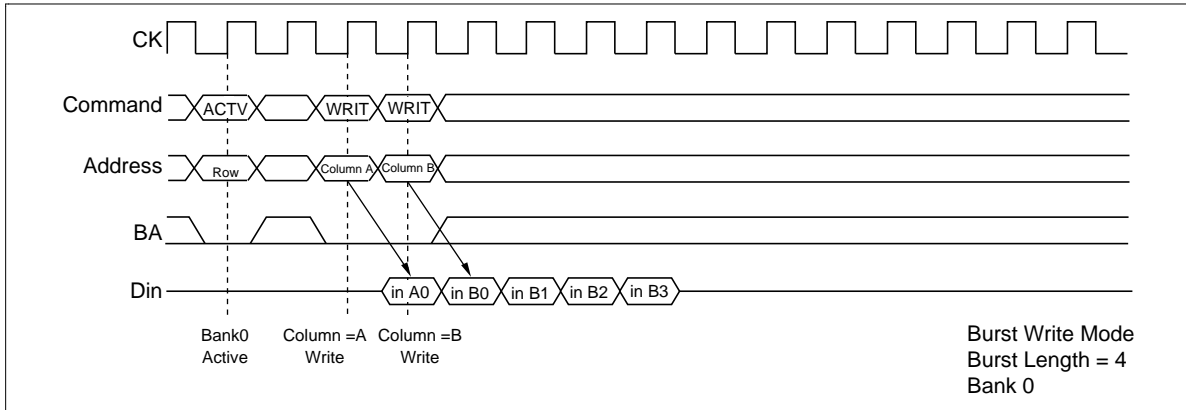 CK
Command ACTV WRIT WRIT
Address Row Column A Column B
BA
Din in A0 in B0 in B1 in B2 in B3
Bank0 Column =A Column =B
Active Write Write
Burst Write Mode
Burst Length = 4
Bank 0